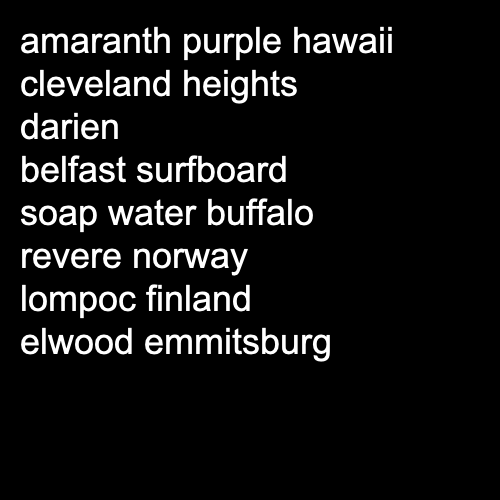 amaranth purple hawaii
cleveland heights
darien
belfast surfboard
soap water buffalo
revere norway
lompoc finland
elwood emmitsburg